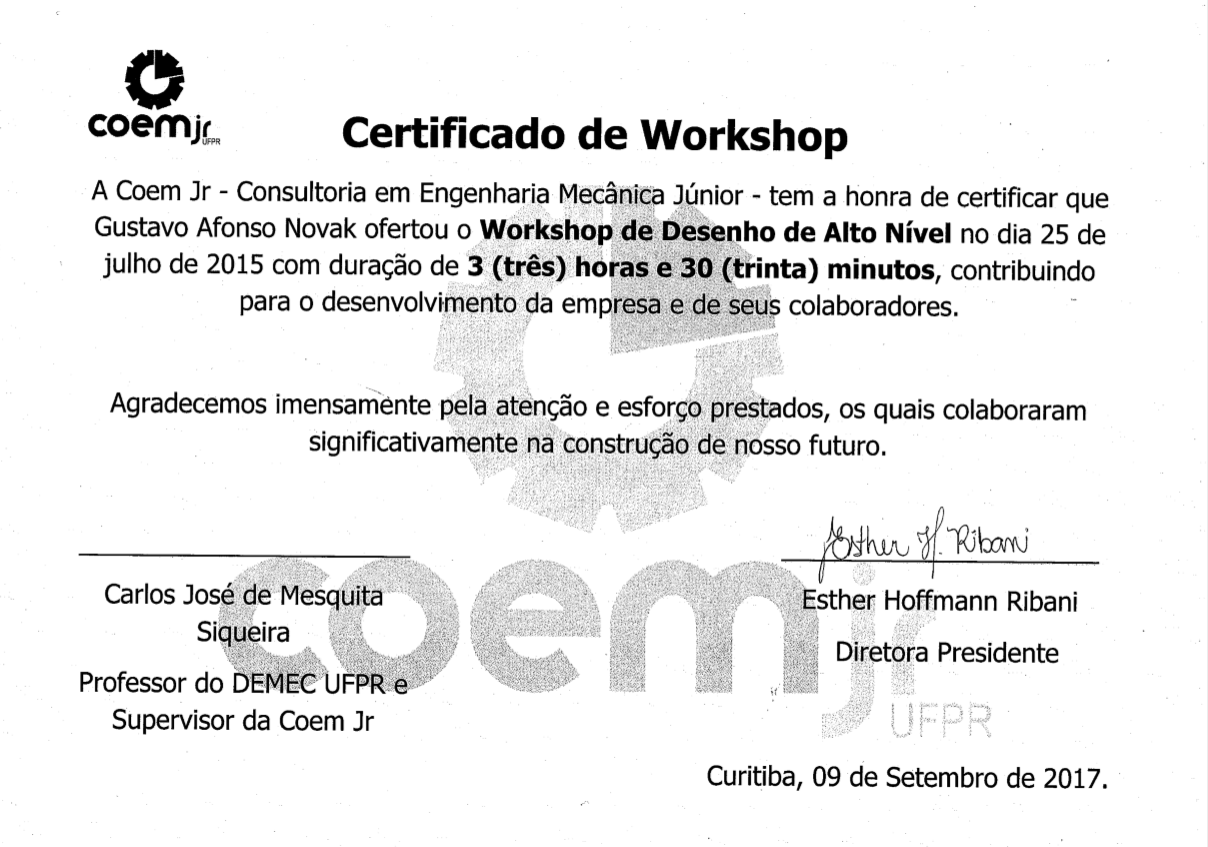 coemjr
UFPR
Certificado de Workshop
A Coem Jr - Consultoria em Engenharia Mecânica Júnior - tem a honra de certificar que
Gustavo Afonso Novak ofertou o Workshop de Desenho de Alto Nível no dia 25 de
julho de 2015 com duração de 3 (três) horas e 30 (trinta) minutos, contribuindo
para o desenvolvimento da empresa e de seus colaboradores.
Agradecemos imensamente pela atenção e esforço prestados, os quais colaboraram
significativamente na construção de nosso futuro.
Esther H. Ribani
Carlos José de Mesquita
Siqueira
Professor do DEMEC UFPR e
Supervisor da Coem Jr
Esther Hoffmann Ribani
Diretora Presidente
coemjr
UFPR
Curitiba, 09 de Setembro de 2017.